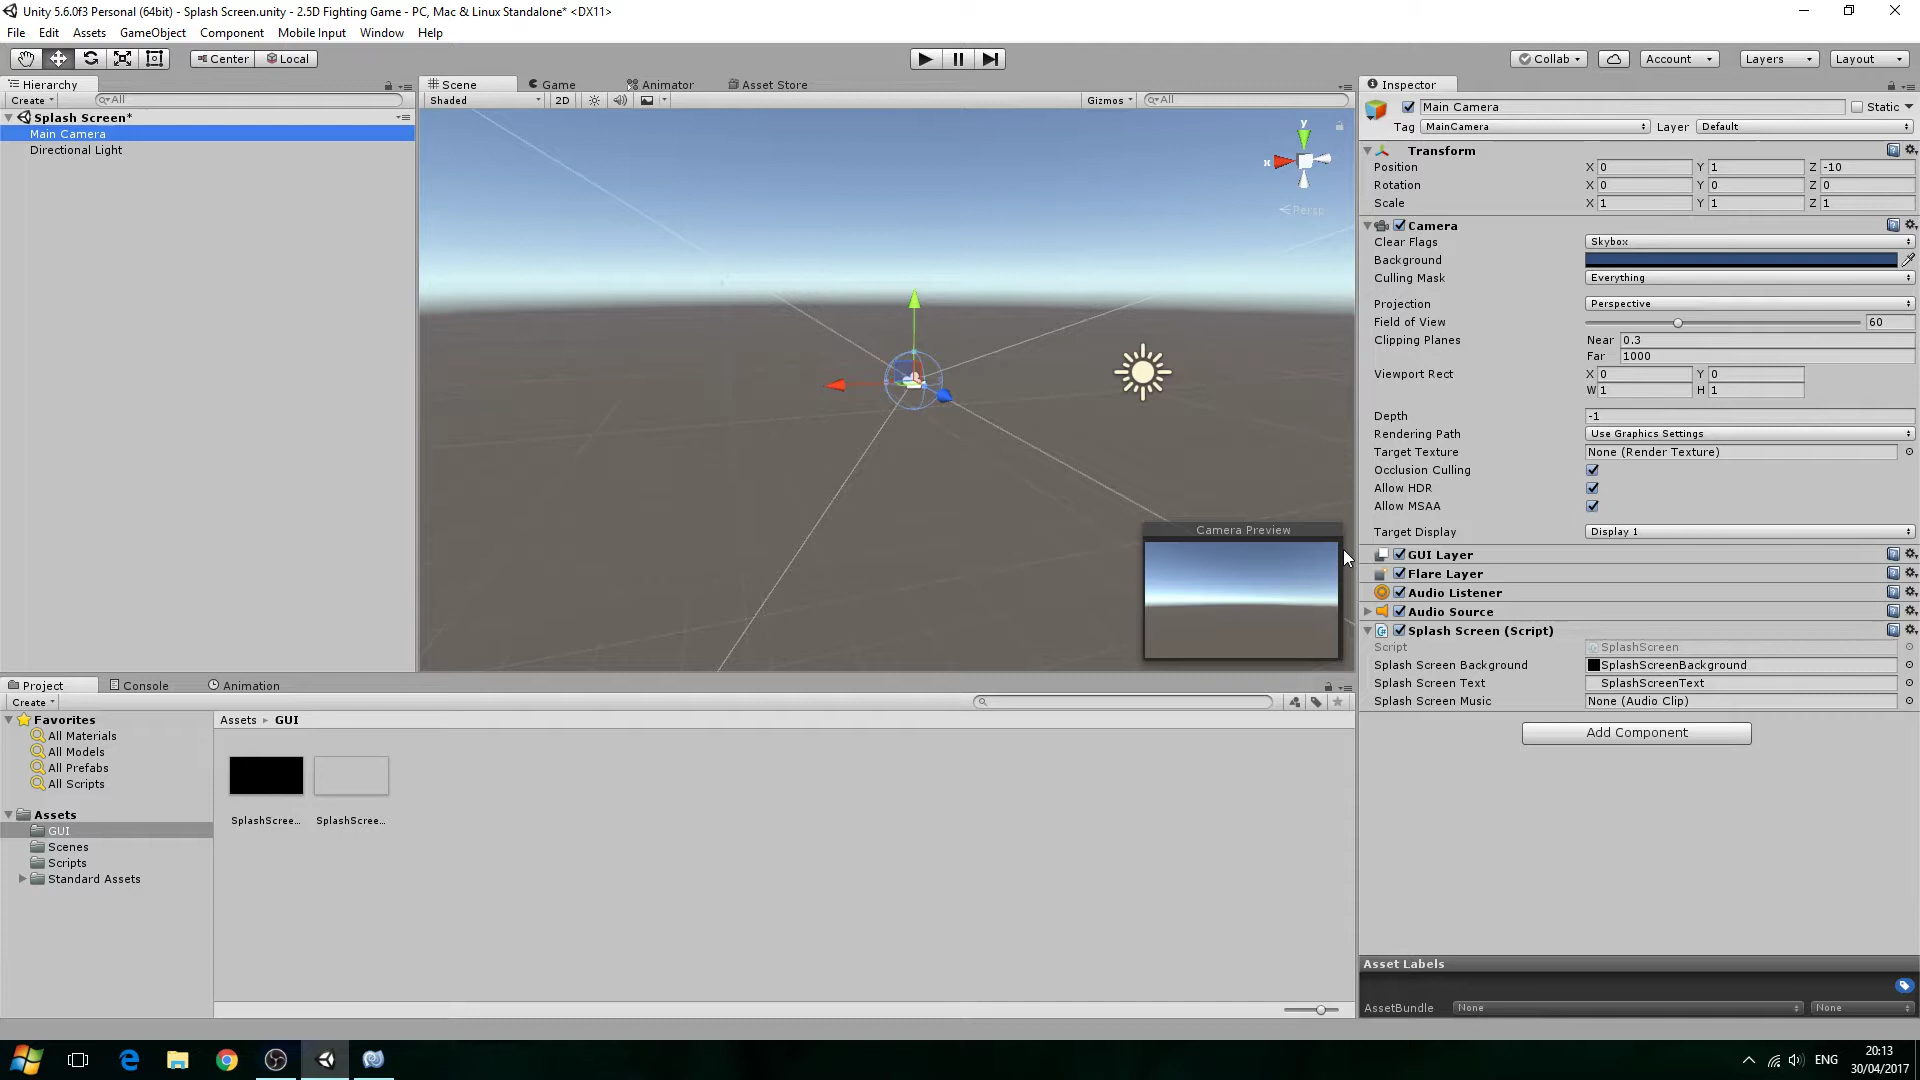 Unity 5.6.0f3 Personal (64bit) - Splash Screen.unity - 2.5D Fighting Game - PC, Mac & Linux Standalone* <DX11>
File Edit Assets GameObject Component Mobile Input Window Help
Center Local Collab Account Layers Layout
Hierarchy
Create All
Splash Screen*
Main Camera
Directional Light
Scene Game Animator Asset Store
Shaded 2D Gizmos All
y
x
Persp
Camera Preview
Inspector
Main Camera Static
Tag MainCamera Layer Default
Transform
Position X 0 Y 1 Z -10
Rotation X 0 Y 0 Z 0
Scale X 1 Y 1 Z 1
Camera
Clear Flags Skybox
Background
Culling Mask Everything
Projection Perspective
Field of View 60
Clipping Planes Near 0.3
Far 1000
Viewport Rect X 0 Y 0
W 1 H 1
Depth -1
Rendering Path Use Graphics Settings
Target Texture None (Render Texture)
Occlusion Culling
Allow HDR
Allow MSAA
Target Display Display 1
GUI Layer
Flare Layer
Audio Listener
Audio Source
Splash Screen (Script)
Script SplashScreen
Splash Screen Background SplashScreenBackground
Splash Screen Text SplashScreenText
Splash Screen Music None (Audio Clip)
Add Component
Asset Labels
AssetBundle None None
Project Console Animation
Create
Favorites
All Materials
All Models
All Prefabs
All Scripts
Assets
GUI
Scenes
Scripts
Standard Assets
Assets GUI
SplashScree... SplashScree...
ENG
20:13
30/04/2017